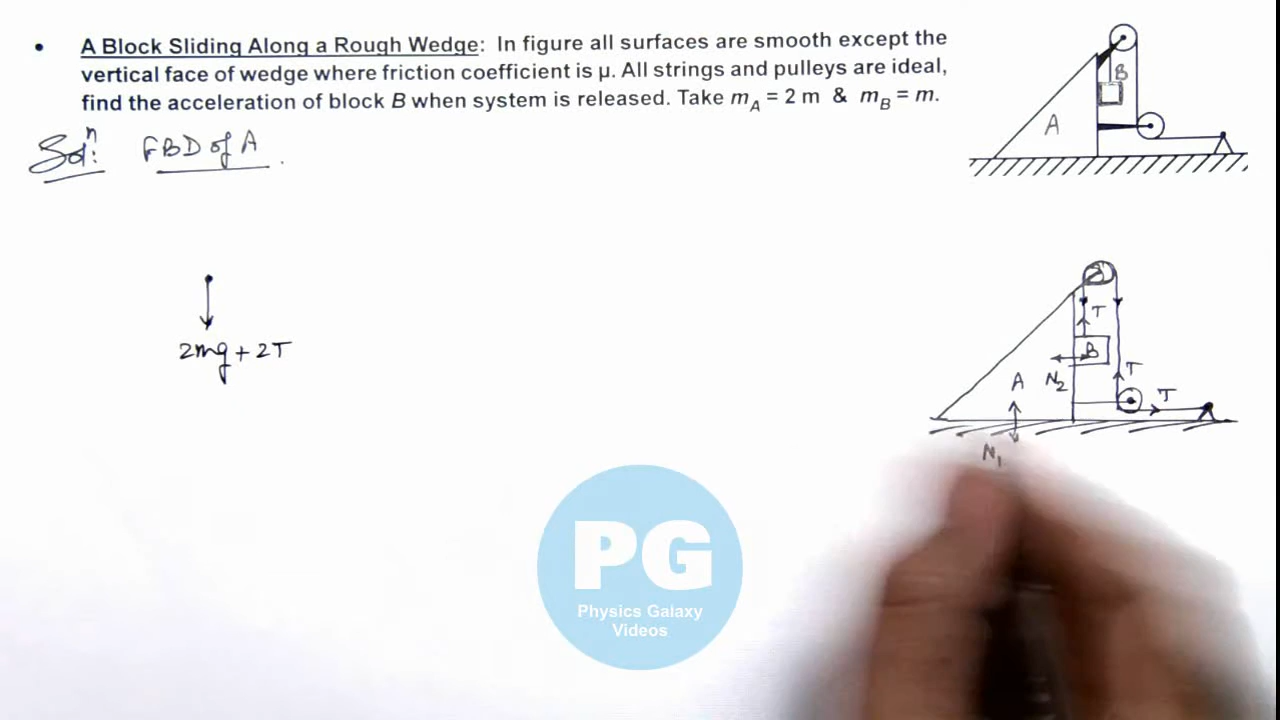 • A Block Sliding Along a Rough Wedge: In figure all surfaces are smooth except the
vertical face of wedge where friction coefficient is μ. All strings and pulleys are ideal,
find the acceleration of block B when system is released. Take m_A = 2 m & m_B = m.
Solⁿ: FBD of A
B
A
2mg + 2T
T
B
N₂
A
T
T
N₁
PG
Physics Galaxy
Videos